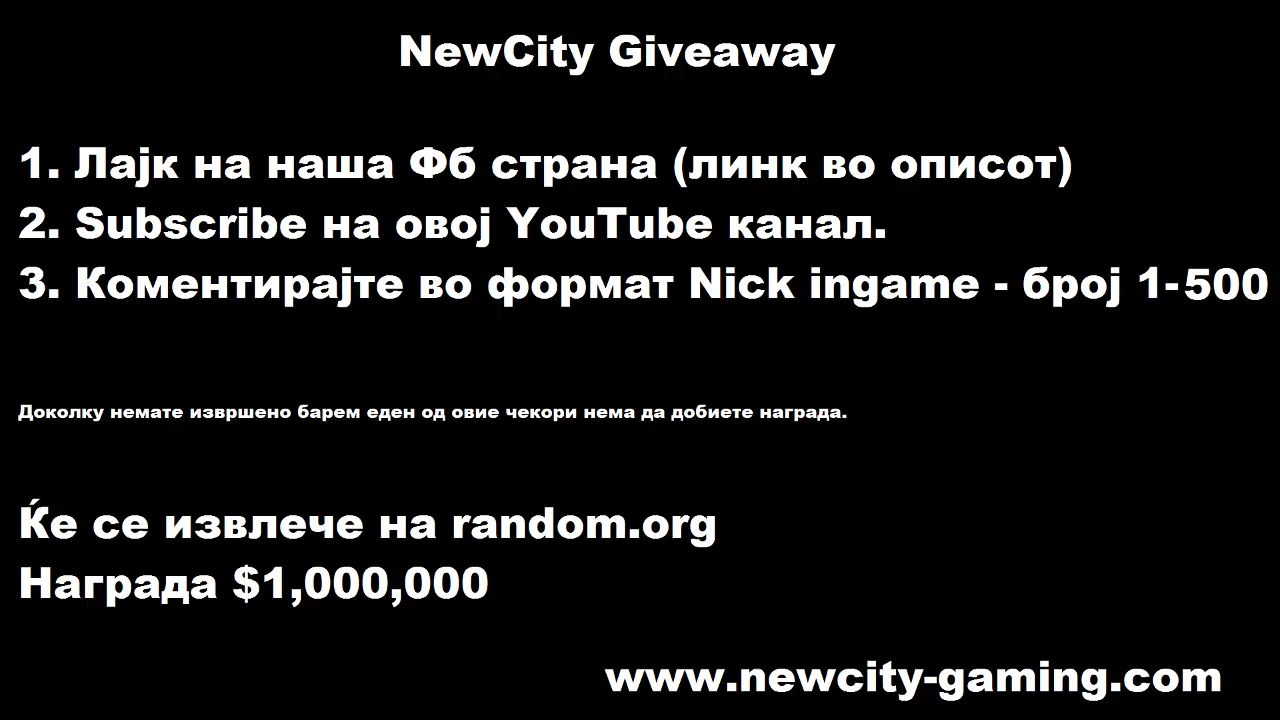 NewCity Giveaway
1. Лајк на наша Фб страна (линк во описот)
2. Subscribe на овој YouTube канал.
3. Коментирајте во формат Nick ingame - број 1-500
Доколку немате извршено барем еден од овие чекори нема да добиете награда.
Ќе се извлече на random.org
Награда $1,000,000
www.newcity-gaming.com